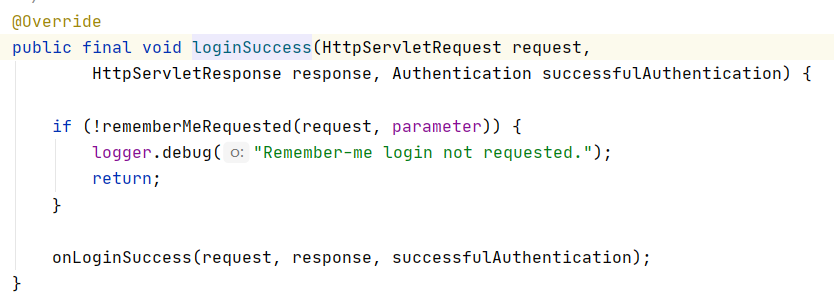 @Override
public final void loginSuccess(HttpServletRequest request,
        HttpServletResponse response, Authentication successfulAuthentication) {
    if (!rememberMeRequested(request, parameter)) {
        logger.debug( o: "Remember-me login not requested.");
        return;
    }
    onLoginSuccess(request, response, successfulAuthentication);
}